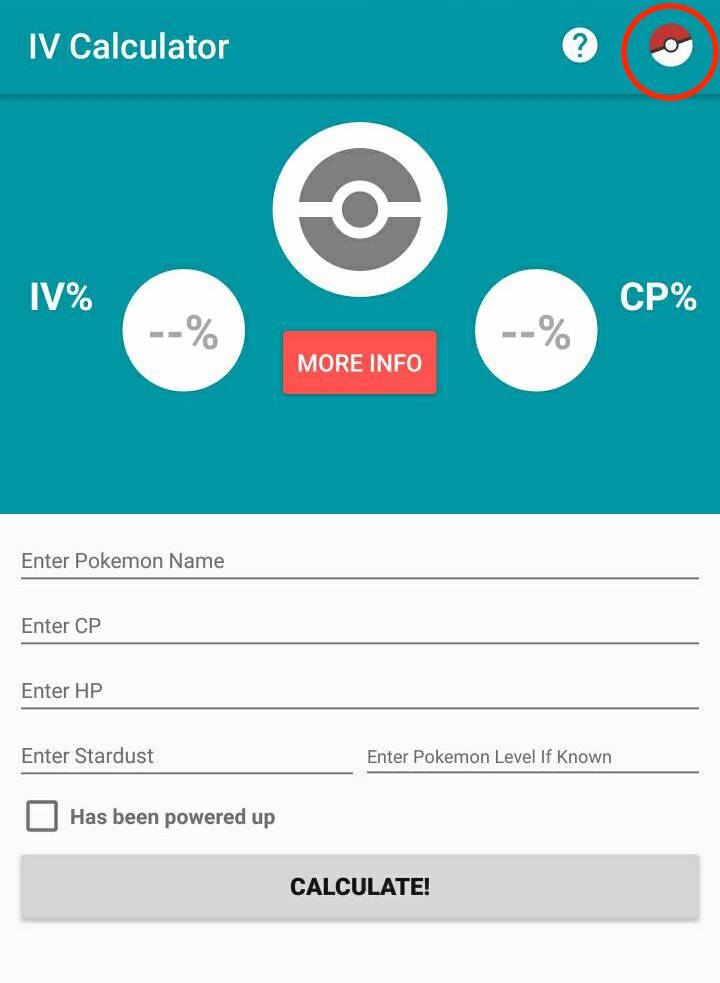 IV Calculator
?
IV%
CP%
--%
--%
MORE INFO
Enter Pokemon Name
Enter CP
Enter HP
Enter Stardust
Enter Pokemon Level If Known
Has been powered up
CALCULATE!